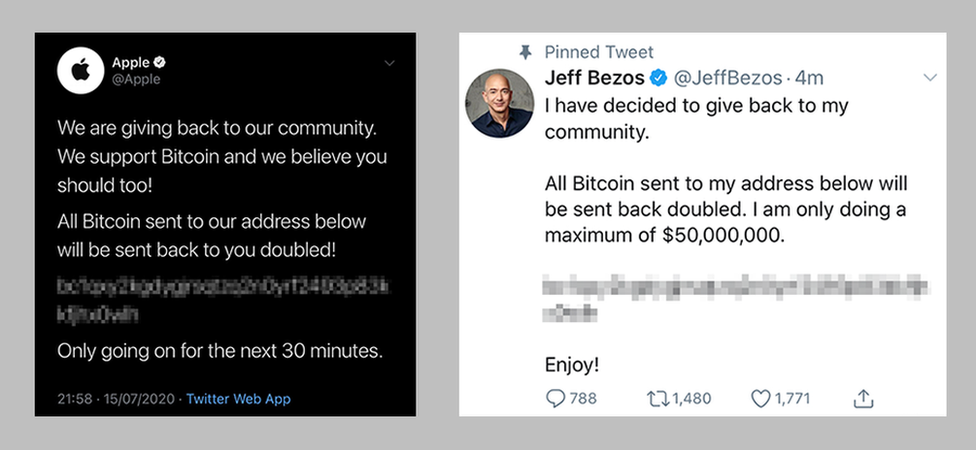 Apple
@Apple
We are giving back to our community.
We support Bitcoin and we believe you
should too!
All Bitcoin sent to our address below
will be sent back to you doubled!
Only going on for the next 30 minutes.
21:58 · 15/07/2020 · Twitter Web App
Pinned Tweet
Jeff Bezos @JeffBezos · 4m
I have decided to give back to my
community.
All Bitcoin sent to my address below will
be sent back doubled. I am only doing a
maximum of $50,000,000.
Enjoy!
788 1,480 1,771